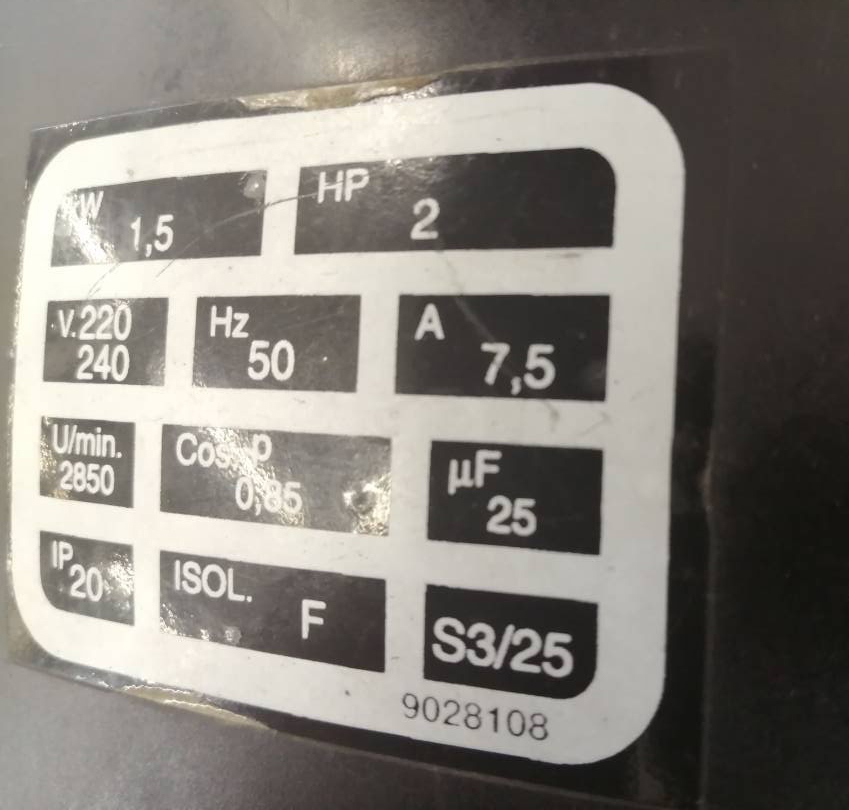 kW
1,5
HP
2
V.220
240
Hz
50
A
7,5
U/min.
2850
Cos. φ
0,85
µF
25
IP
20
ISOL.
F
S3/25
9028108